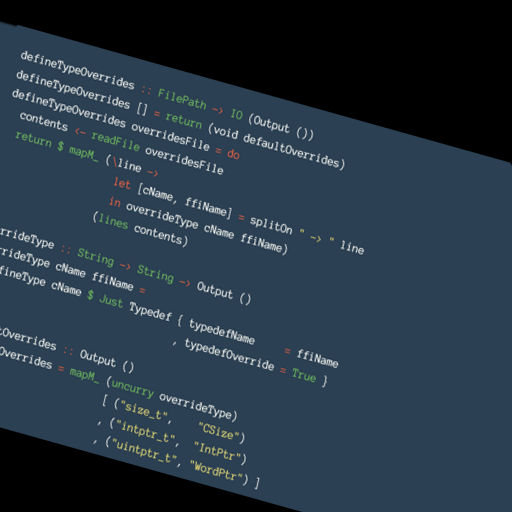 defineTypeOverrides :: FilePath -> IO (Output ())
defineTypeOverrides [] = return (void defaultOverrides)
defineTypeOverrides overridesFile = do
contents <- readFile overridesFile
return $ mapM_ (\line ->
let [cName, ffiName] = splitOn " -> " line
in overrideType cName ffiName)
(lines contents)
rrideType :: String -> String -> Output ()
rrideType cName ffiName =
fineType cName $ Just Typedef { typedefName = ffiName
, typedefOverride = True }
tOverrides :: Output ()
Overrides = mapM_ (uncurry overrideType)
[ ("size_t", "CSize")
, ("intptr_t", "IntPtr")
, ("uintptr_t", "WordPtr") ]